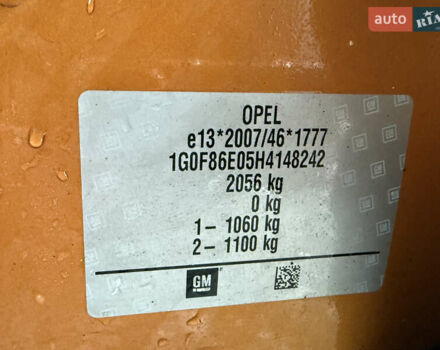 auto RIA
OPEL
e13*2007/46*1777
1G0F86E05H4148242
2056 kg
0 kg
1- 1060 kg
2- 1100 kg
GM